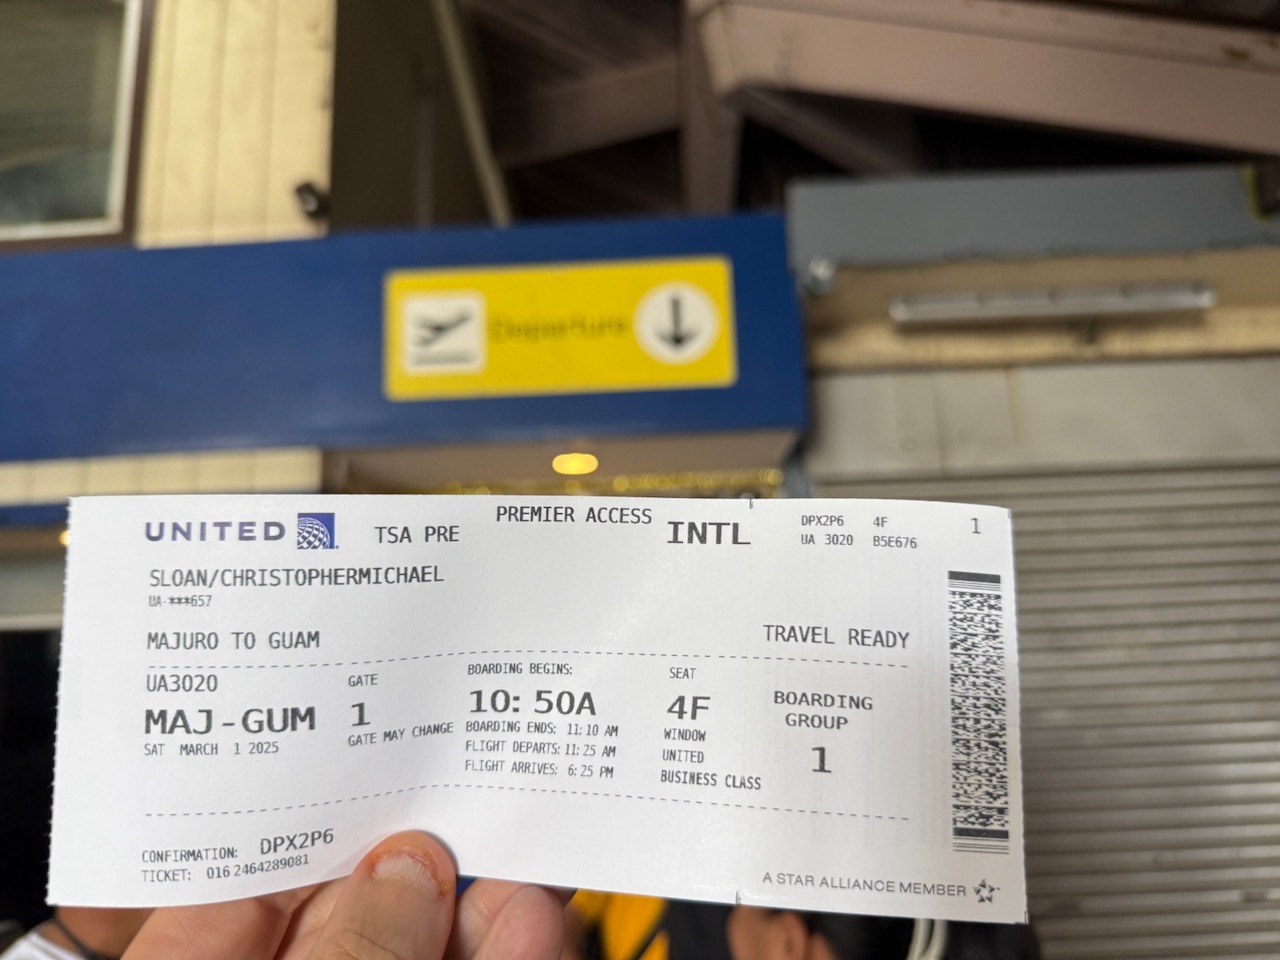 Departure
UNITED
TSA PRE
PREMIER ACCESS
INTL
DPX2P6 4F
UA 3020 B5E676
1
SLOAN/CHRISTOPHERMICHAEL
UA-***657
MAJURO TO GUAM
TRAVEL READY
UA3020
MAJ-GUM
SAT MARCH 1 2025
GATE
1
GATE MAY CHANGE
BOARDING BEGINS:
10:50A
BOARDING ENDS: 11:10 AM
FLIGHT DEPARTS: 11:25 AM
FLIGHT ARRIVES: 6:25 PM
SEAT
4F
WINDOW
UNITED
BUSINESS CLASS
BOARDING
GROUP
1
CONFIRMATION: DPX2P6
TICKET: 016 2464289081
A STAR ALLIANCE MEMBER